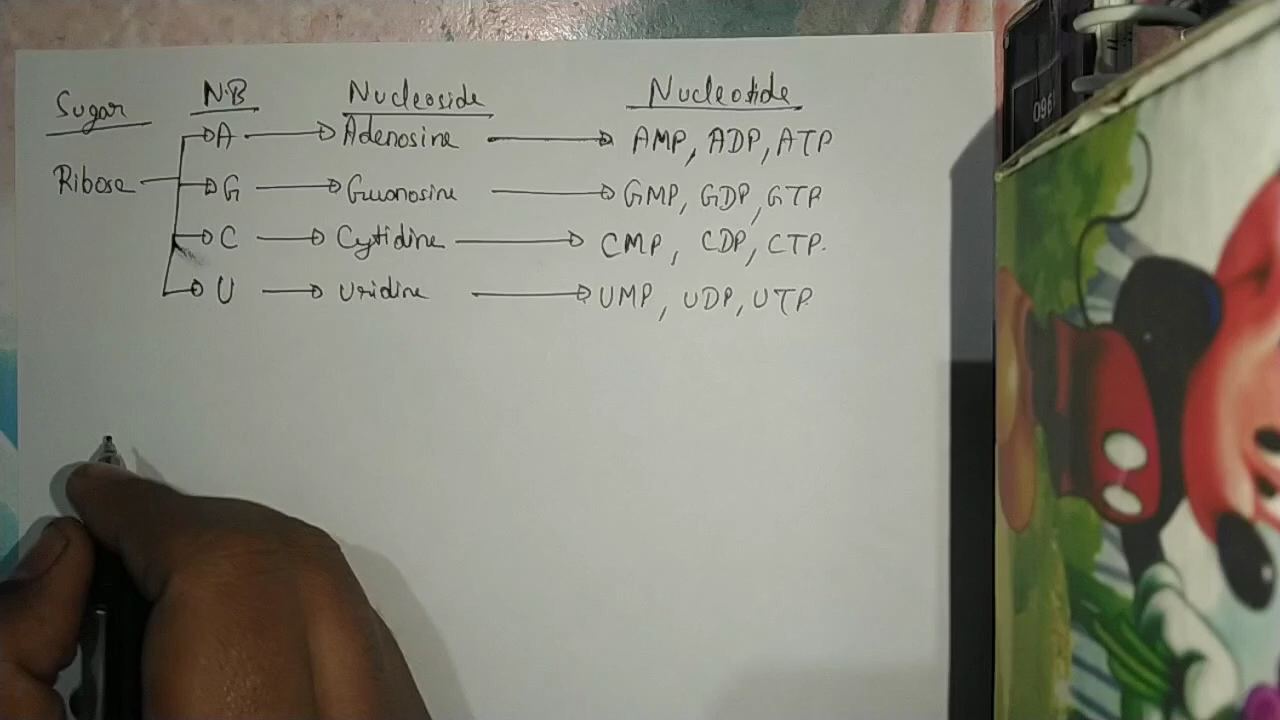 Sugar N.B Nucleoside Nucleotide
A → Adenosine → AMP, ADP, ATP
Ribose → G → Guanosine → GMP, GDP, GTP
C → Cytidine → CMP, CDP, CTP.
U → Uridine → UMP, UDP, UTP